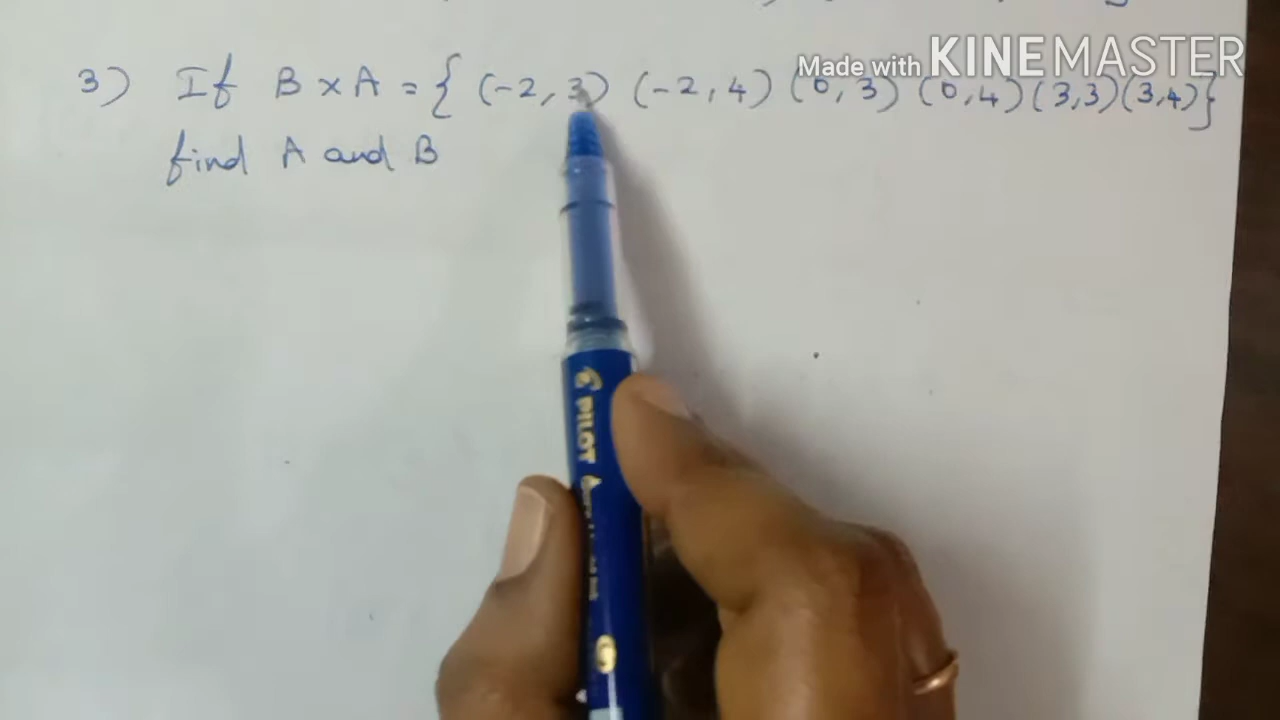 Made with KINEMASTER
3) If B × A = { (-2, 3) (-2, 4) (0, 3) (0, 4) (3, 3) (3, 4) }
find A and B
PILOT